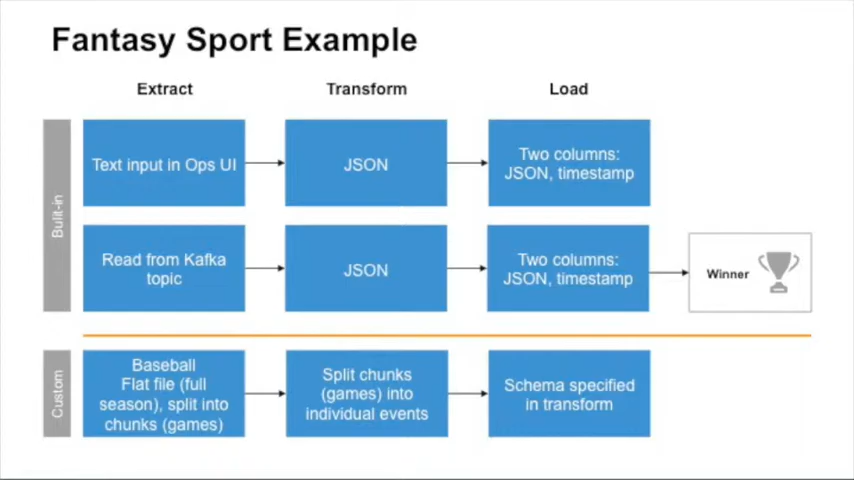 Fantasy Sport Example
Extract
Transform
Load
Built-in
Text input in Ops UI
JSON
Two columns:
JSON, timestamp
Read from Kafka
topic
JSON
Two columns:
JSON, timestamp
Winner
Custom
Baseball
Flat file (full
season), split into
chunks (games)
Split chunks
(games) into
individual events
Schema specified
in transform